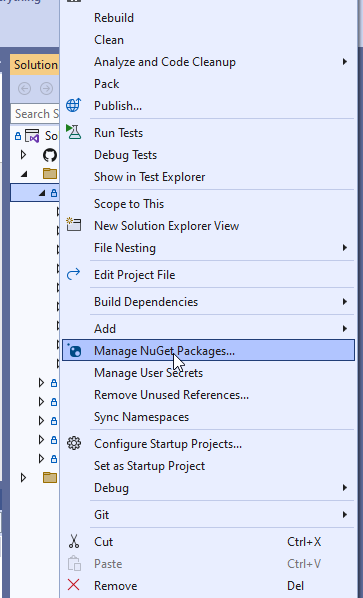 erything
Rebuild
Clean
Analyze and Code Cleanup
Solution
Pack
Publish...
Search S
Run Tests
So
Debug Tests
Show in Test Explorer
Scope to This
New Solution Explorer View
File Nesting
Edit Project File
Build Dependencies
Add
Manage NuGet Packages...
Manage User Secrets
Remove Unused References...
Sync Namespaces
Configure Startup Projects...
Set as Startup Project
Debug
Git
Cut Ctrl+X
Paste Ctrl+V
Remove Del